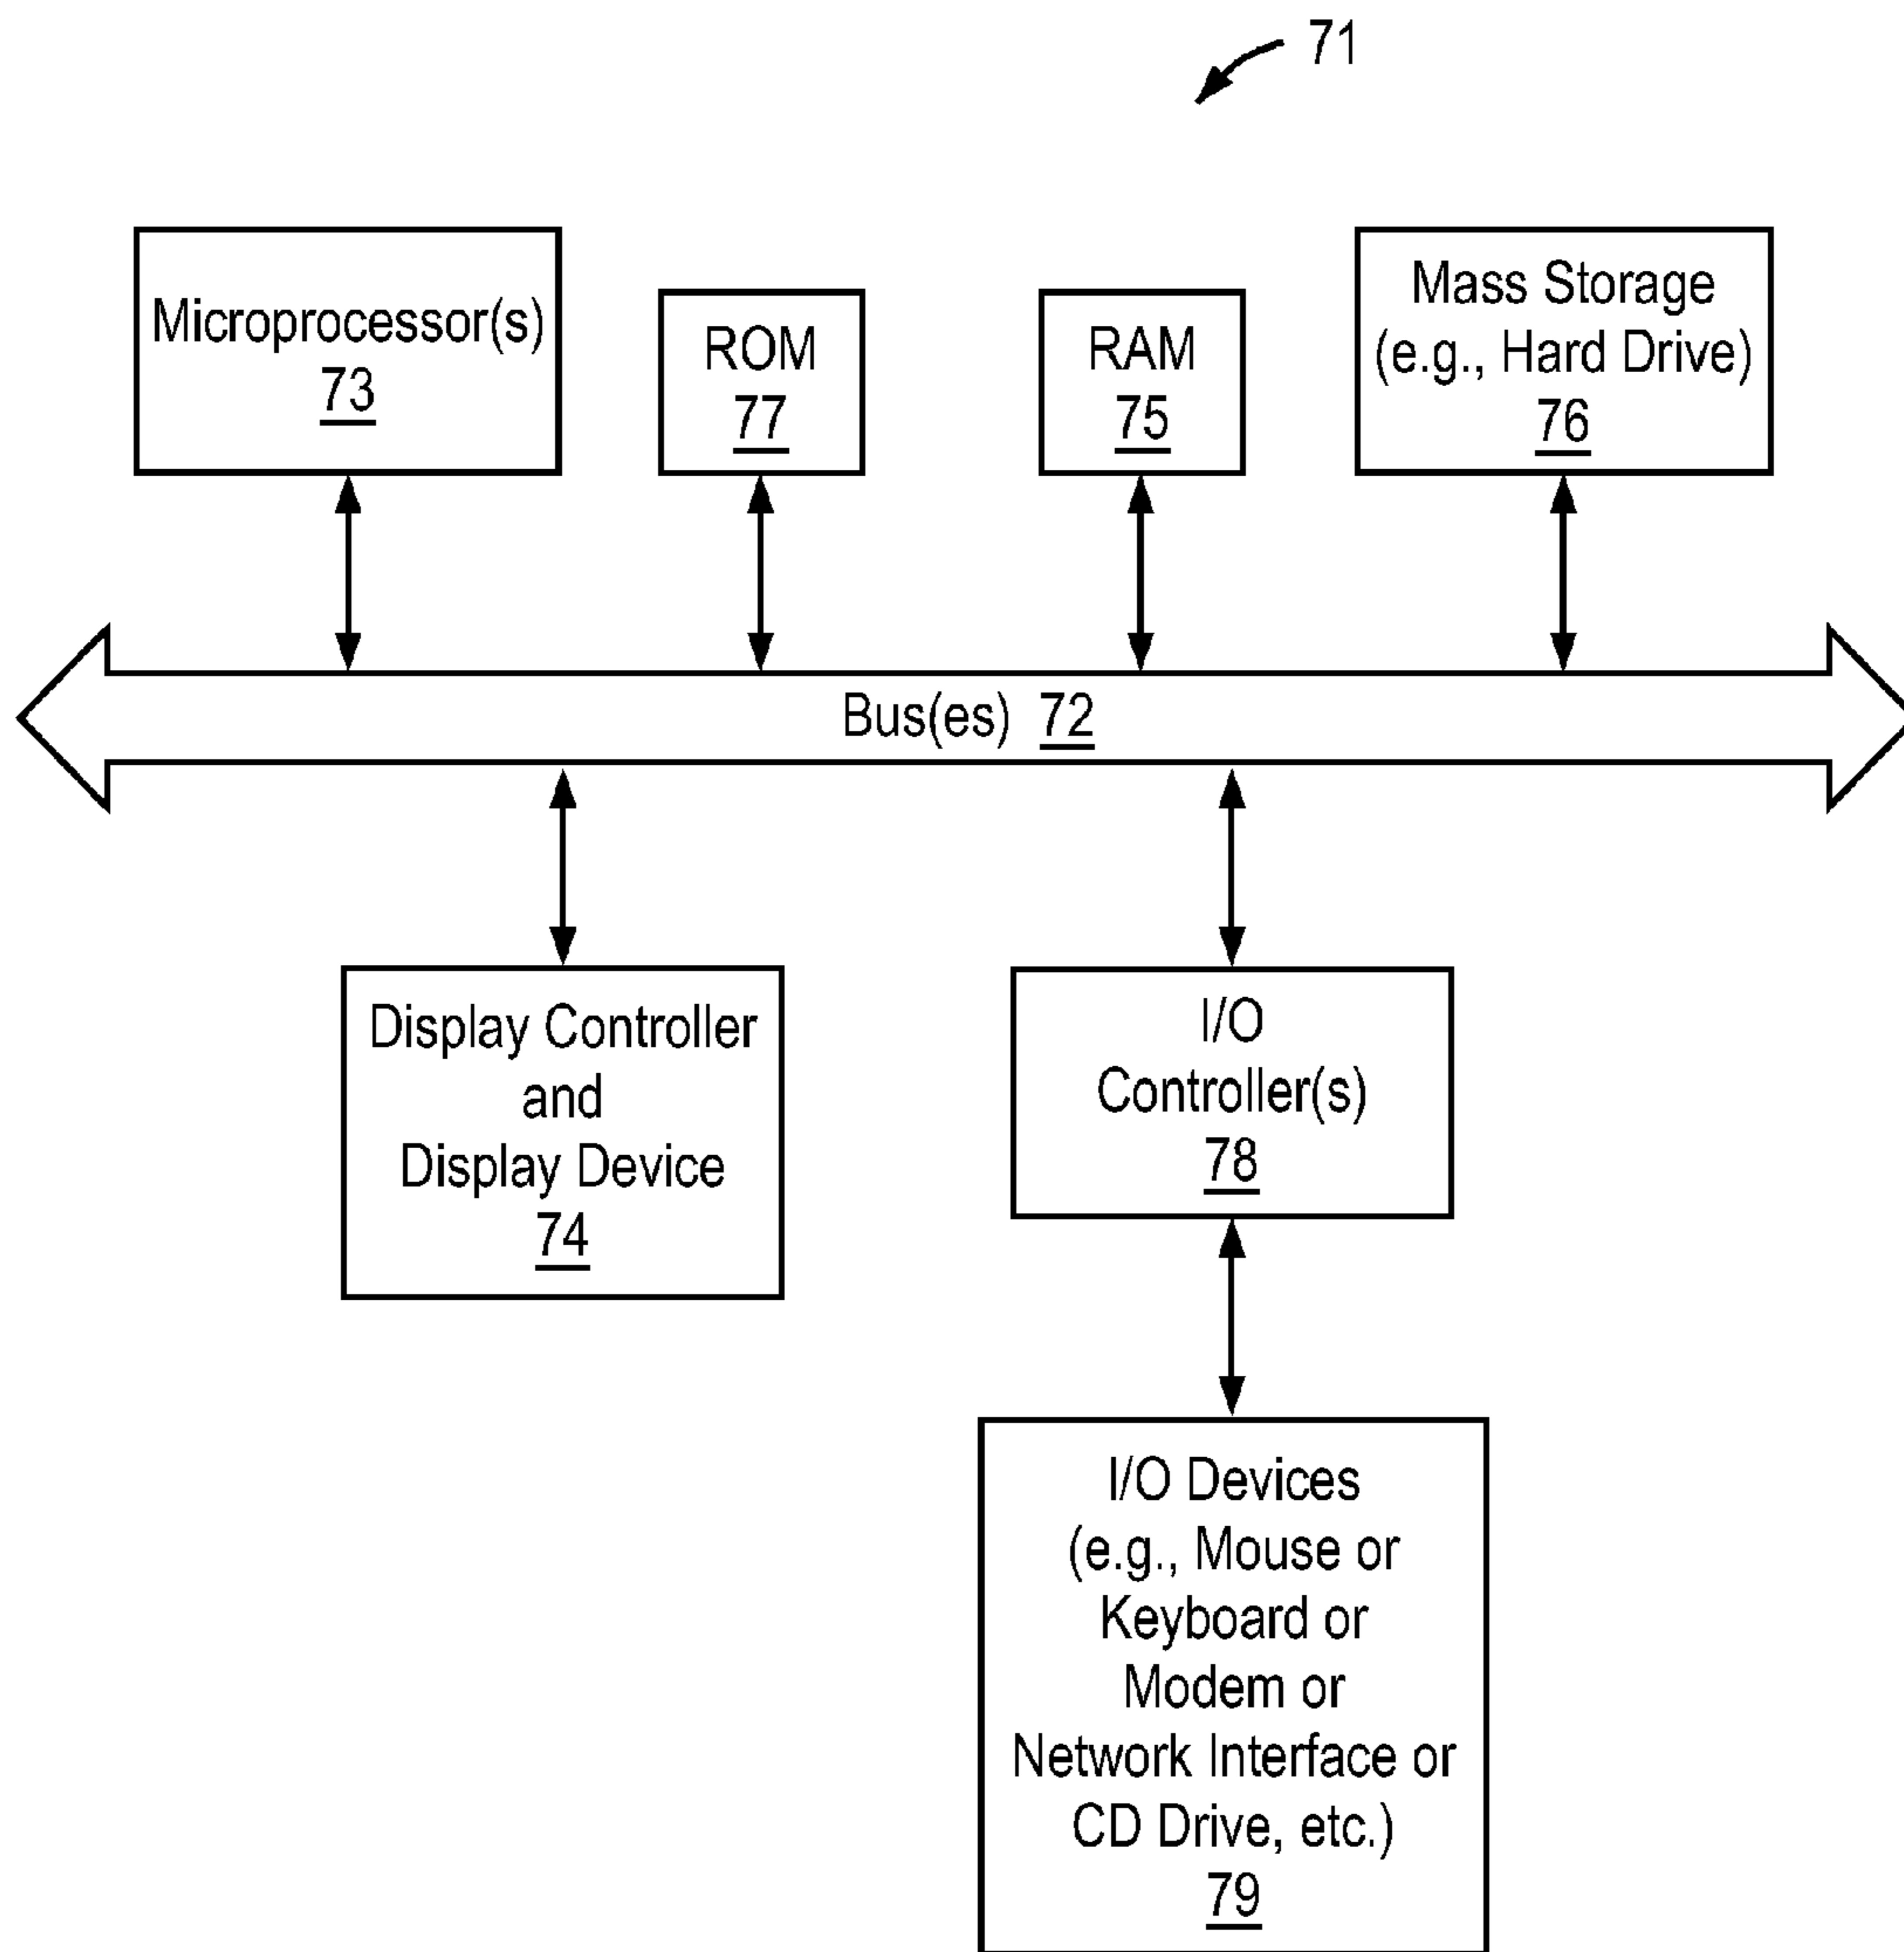 71
Microprocessor(s)
73
ROM
77
RAM
75
Mass Storage
(e.g., Hard Drive)
76
Bus(es) 72
Display Controller
and
Display Device
74
I/O
Controller(s)
78
I/O Devices
(e.g., Mouse or
Keyboard or
Modem or
Network Interface or
CD Drive, etc.)
79